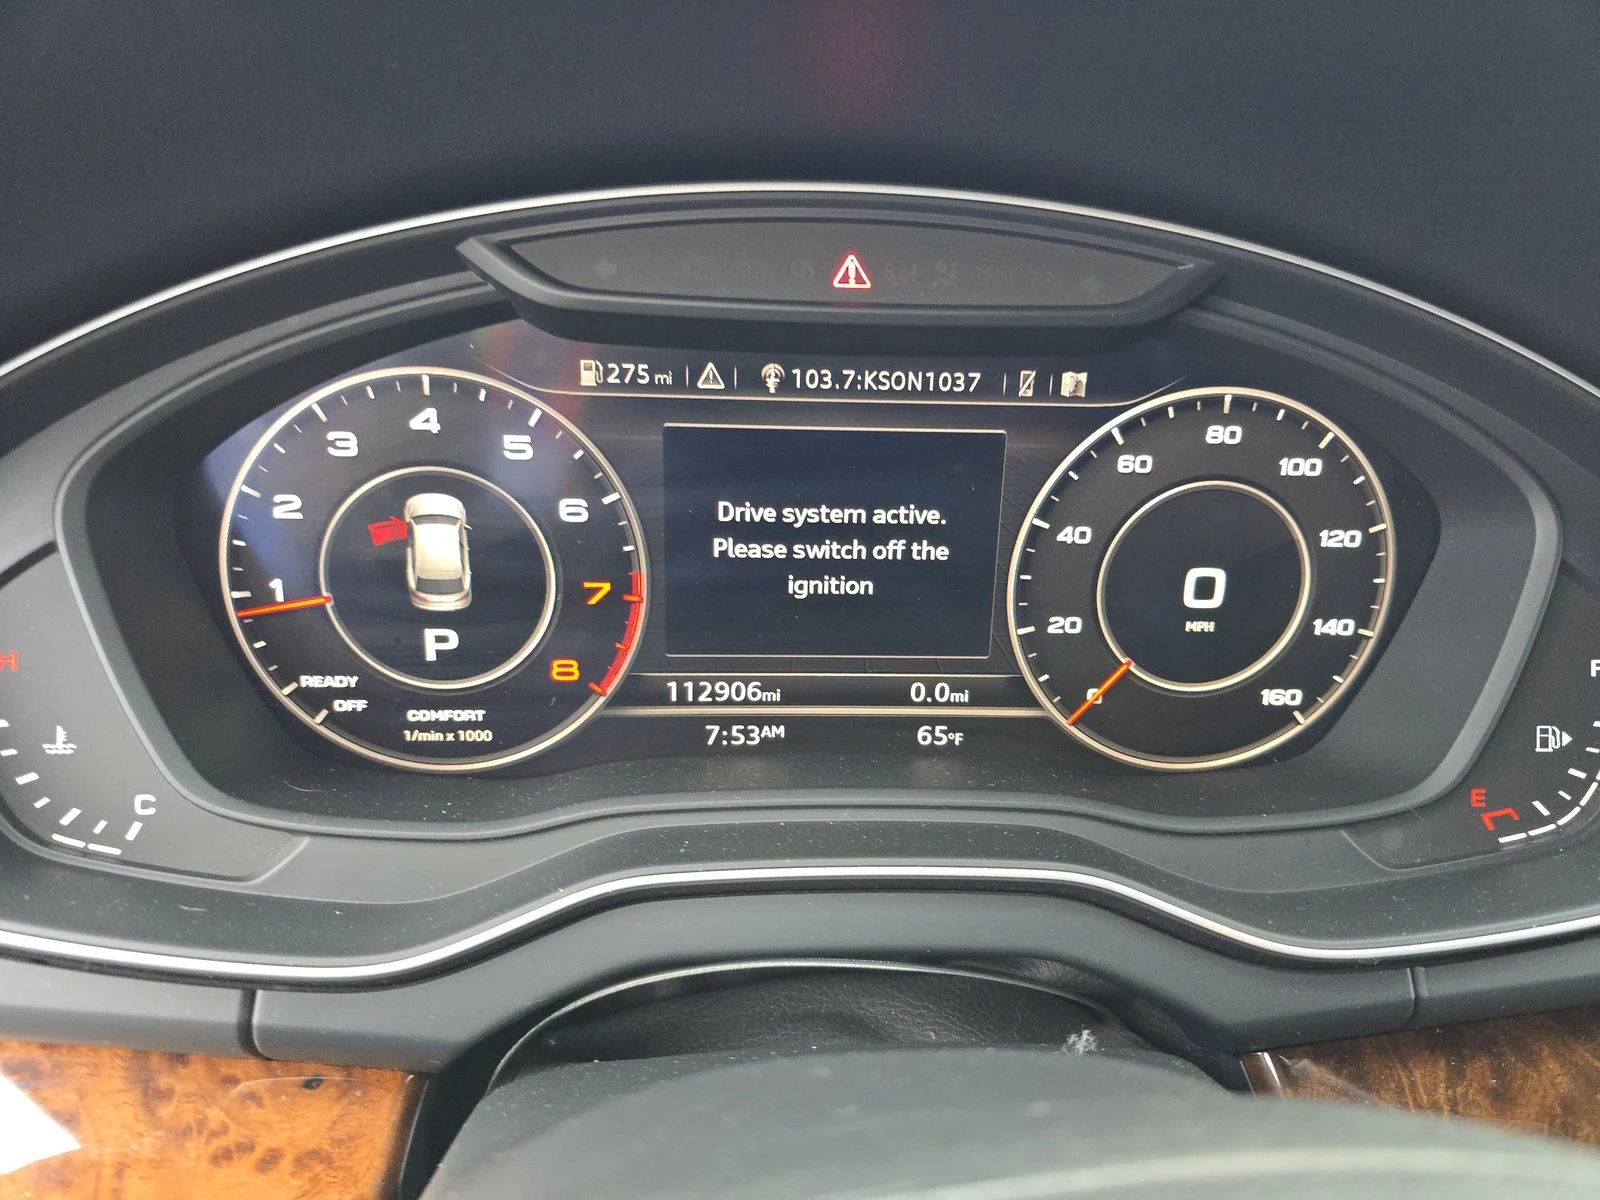 275 mi
103.7:KSON1037
Drive system active.
Please switch off the
ignition
1
2
3
4
5
6
7
8
READY
OFF
P
COMFORT
1/min x 1000
0
20
40
60
80
100
120
140
160
0
MPH
112906mi
0.0mi
7:53AM
65°F
H
C
F
E